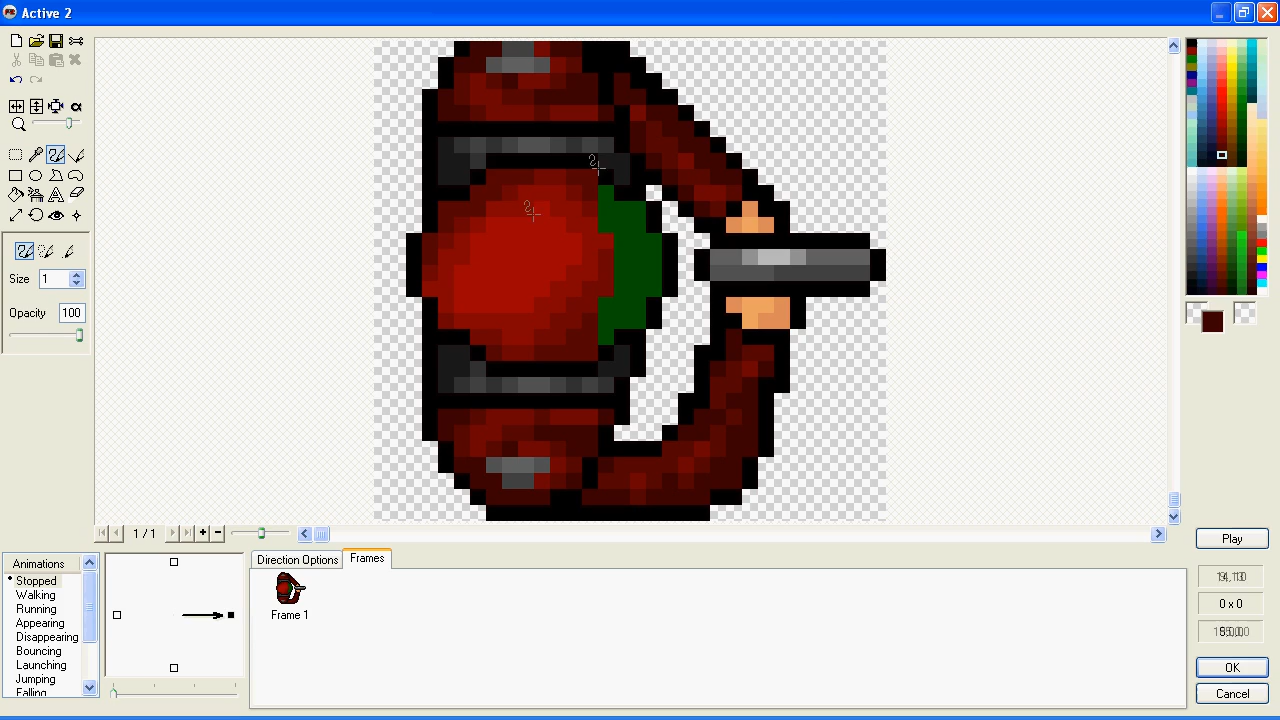 Active 2
Size 1
Opacity 100
1 / 1
Animations
Stopped
Walking
Running
Appearing
Disappearing
Bouncing
Launching
Jumping
Falling
Direction Options Frames
Frame 1
Play
0 x 0
OK
Cancel